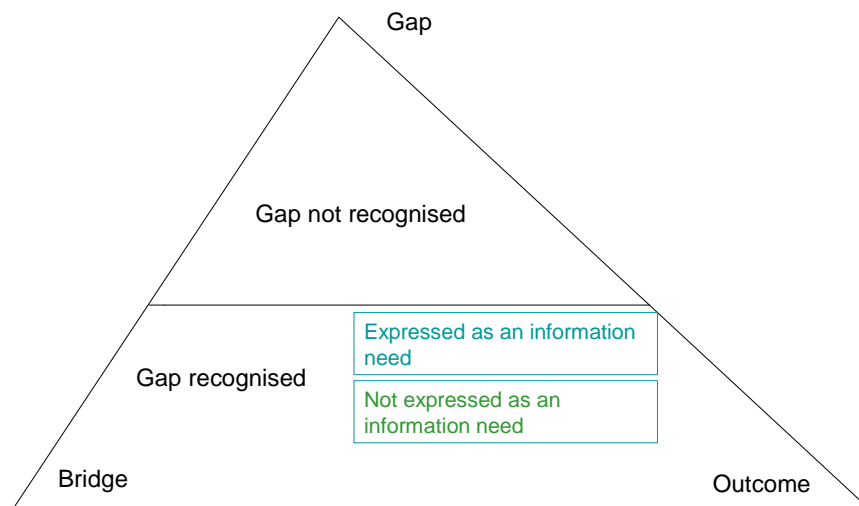 Gap
Gap not recognised
Expressed as an information
need
Gap recognised
Not expressed as an
information need
Bridge
Outcome